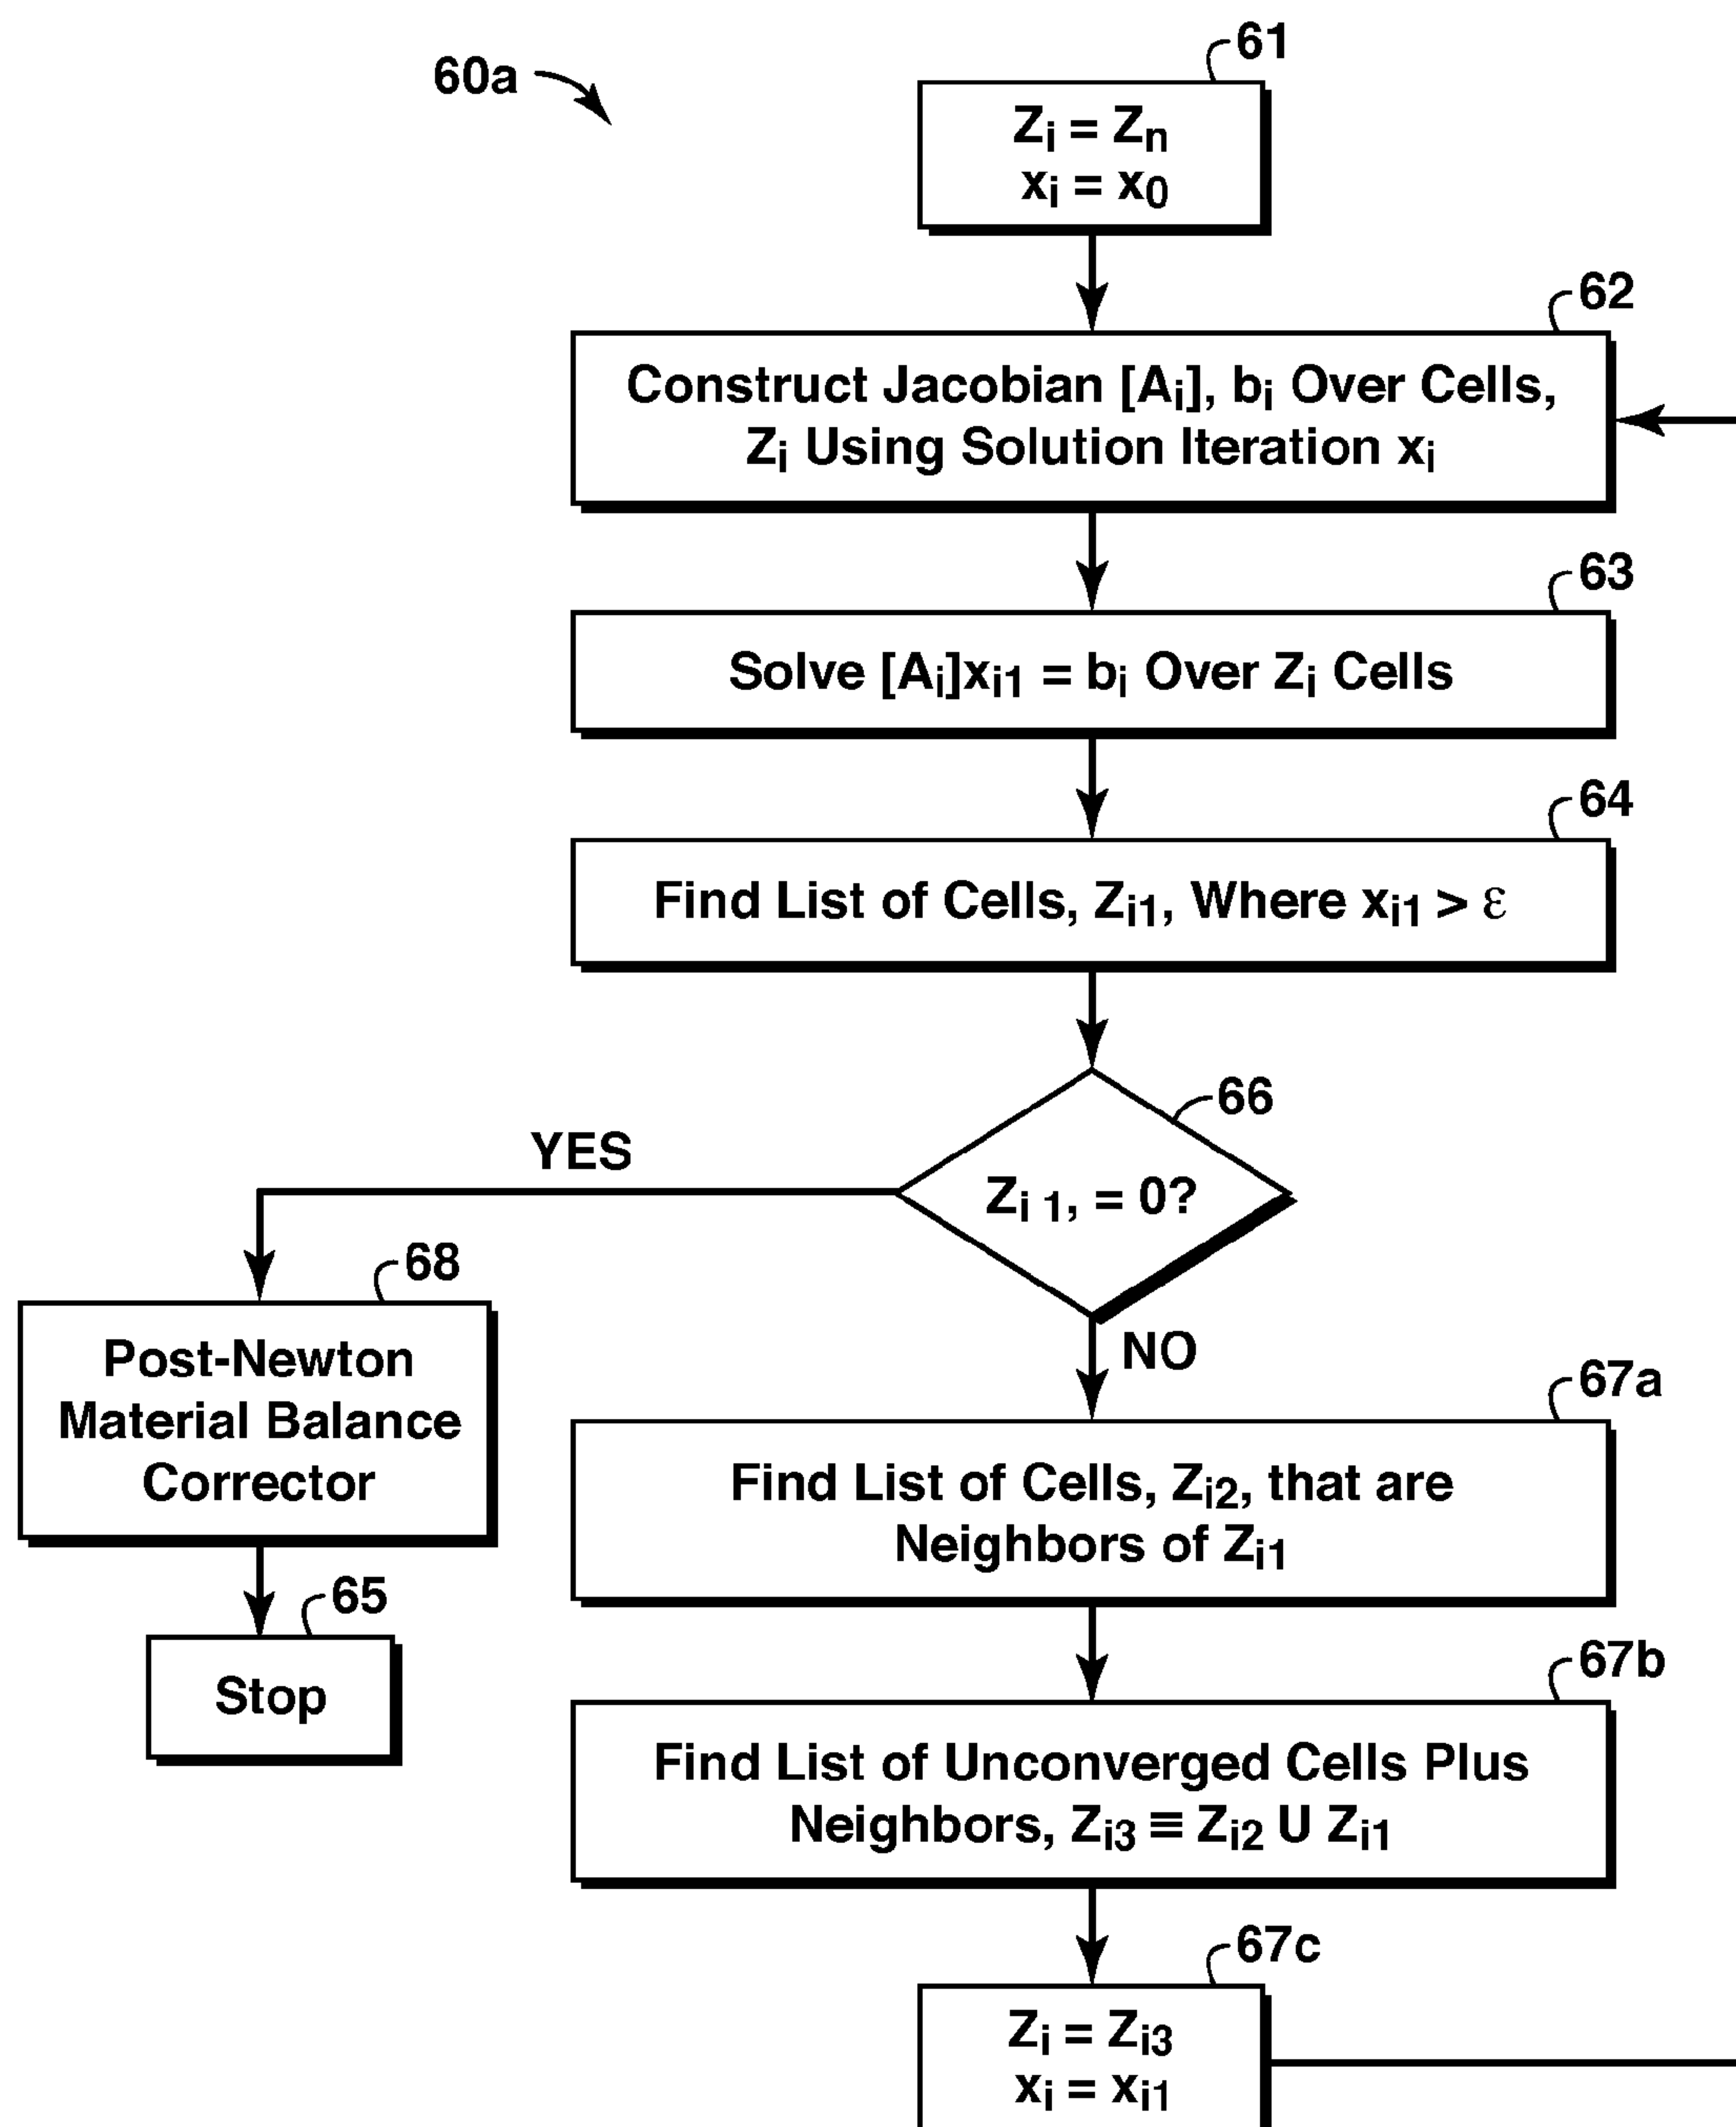 60a
61
Zi = Zn
xi = x0
62
Construct Jacobian [Ai], bi Over Cells,
Zi Using Solution Iteration xi
63
Solve [Ai]xi1 = bi Over Zi Cells
64
Find List of Cells, Zi1, Where xi1 > ε
66
Zi 1, = 0?
YES
NO
68
Post-Newton
Material Balance
Corrector
65
Stop
67a
Find List of Cells, Zi2, that are
Neighbors of Zi1
67b
Find List of Unconverged Cells Plus
Neighbors, Zi3 ≡ Zi2 U Zi1
67c
Zi = Zi3
xi = xi1